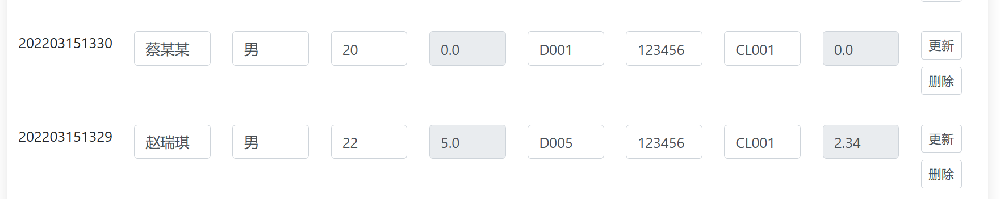 202203151330 蔡某某 男 20 0.0 D001 123456 CL001 0.0 更新
删除
202203151329 赵瑞琪 男 22 5.0 D005 123456 CL001 2.34 更新
删除